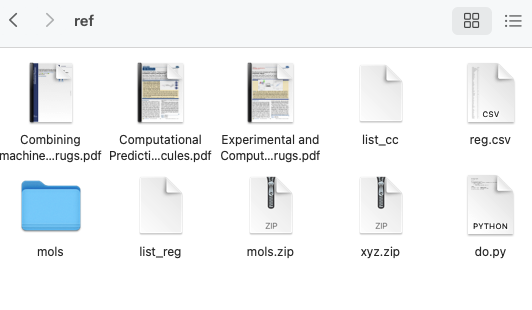 ref
CSV
Combining
machine...rugs.pdf
Computational
Predicti...cules.pdf
Experimental and
Comput...rugs.pdf
list_cc
reg.csv
ZIP
ZIP
PYTHON
mols
list_reg
mols.zip
xyz.zip
do.py